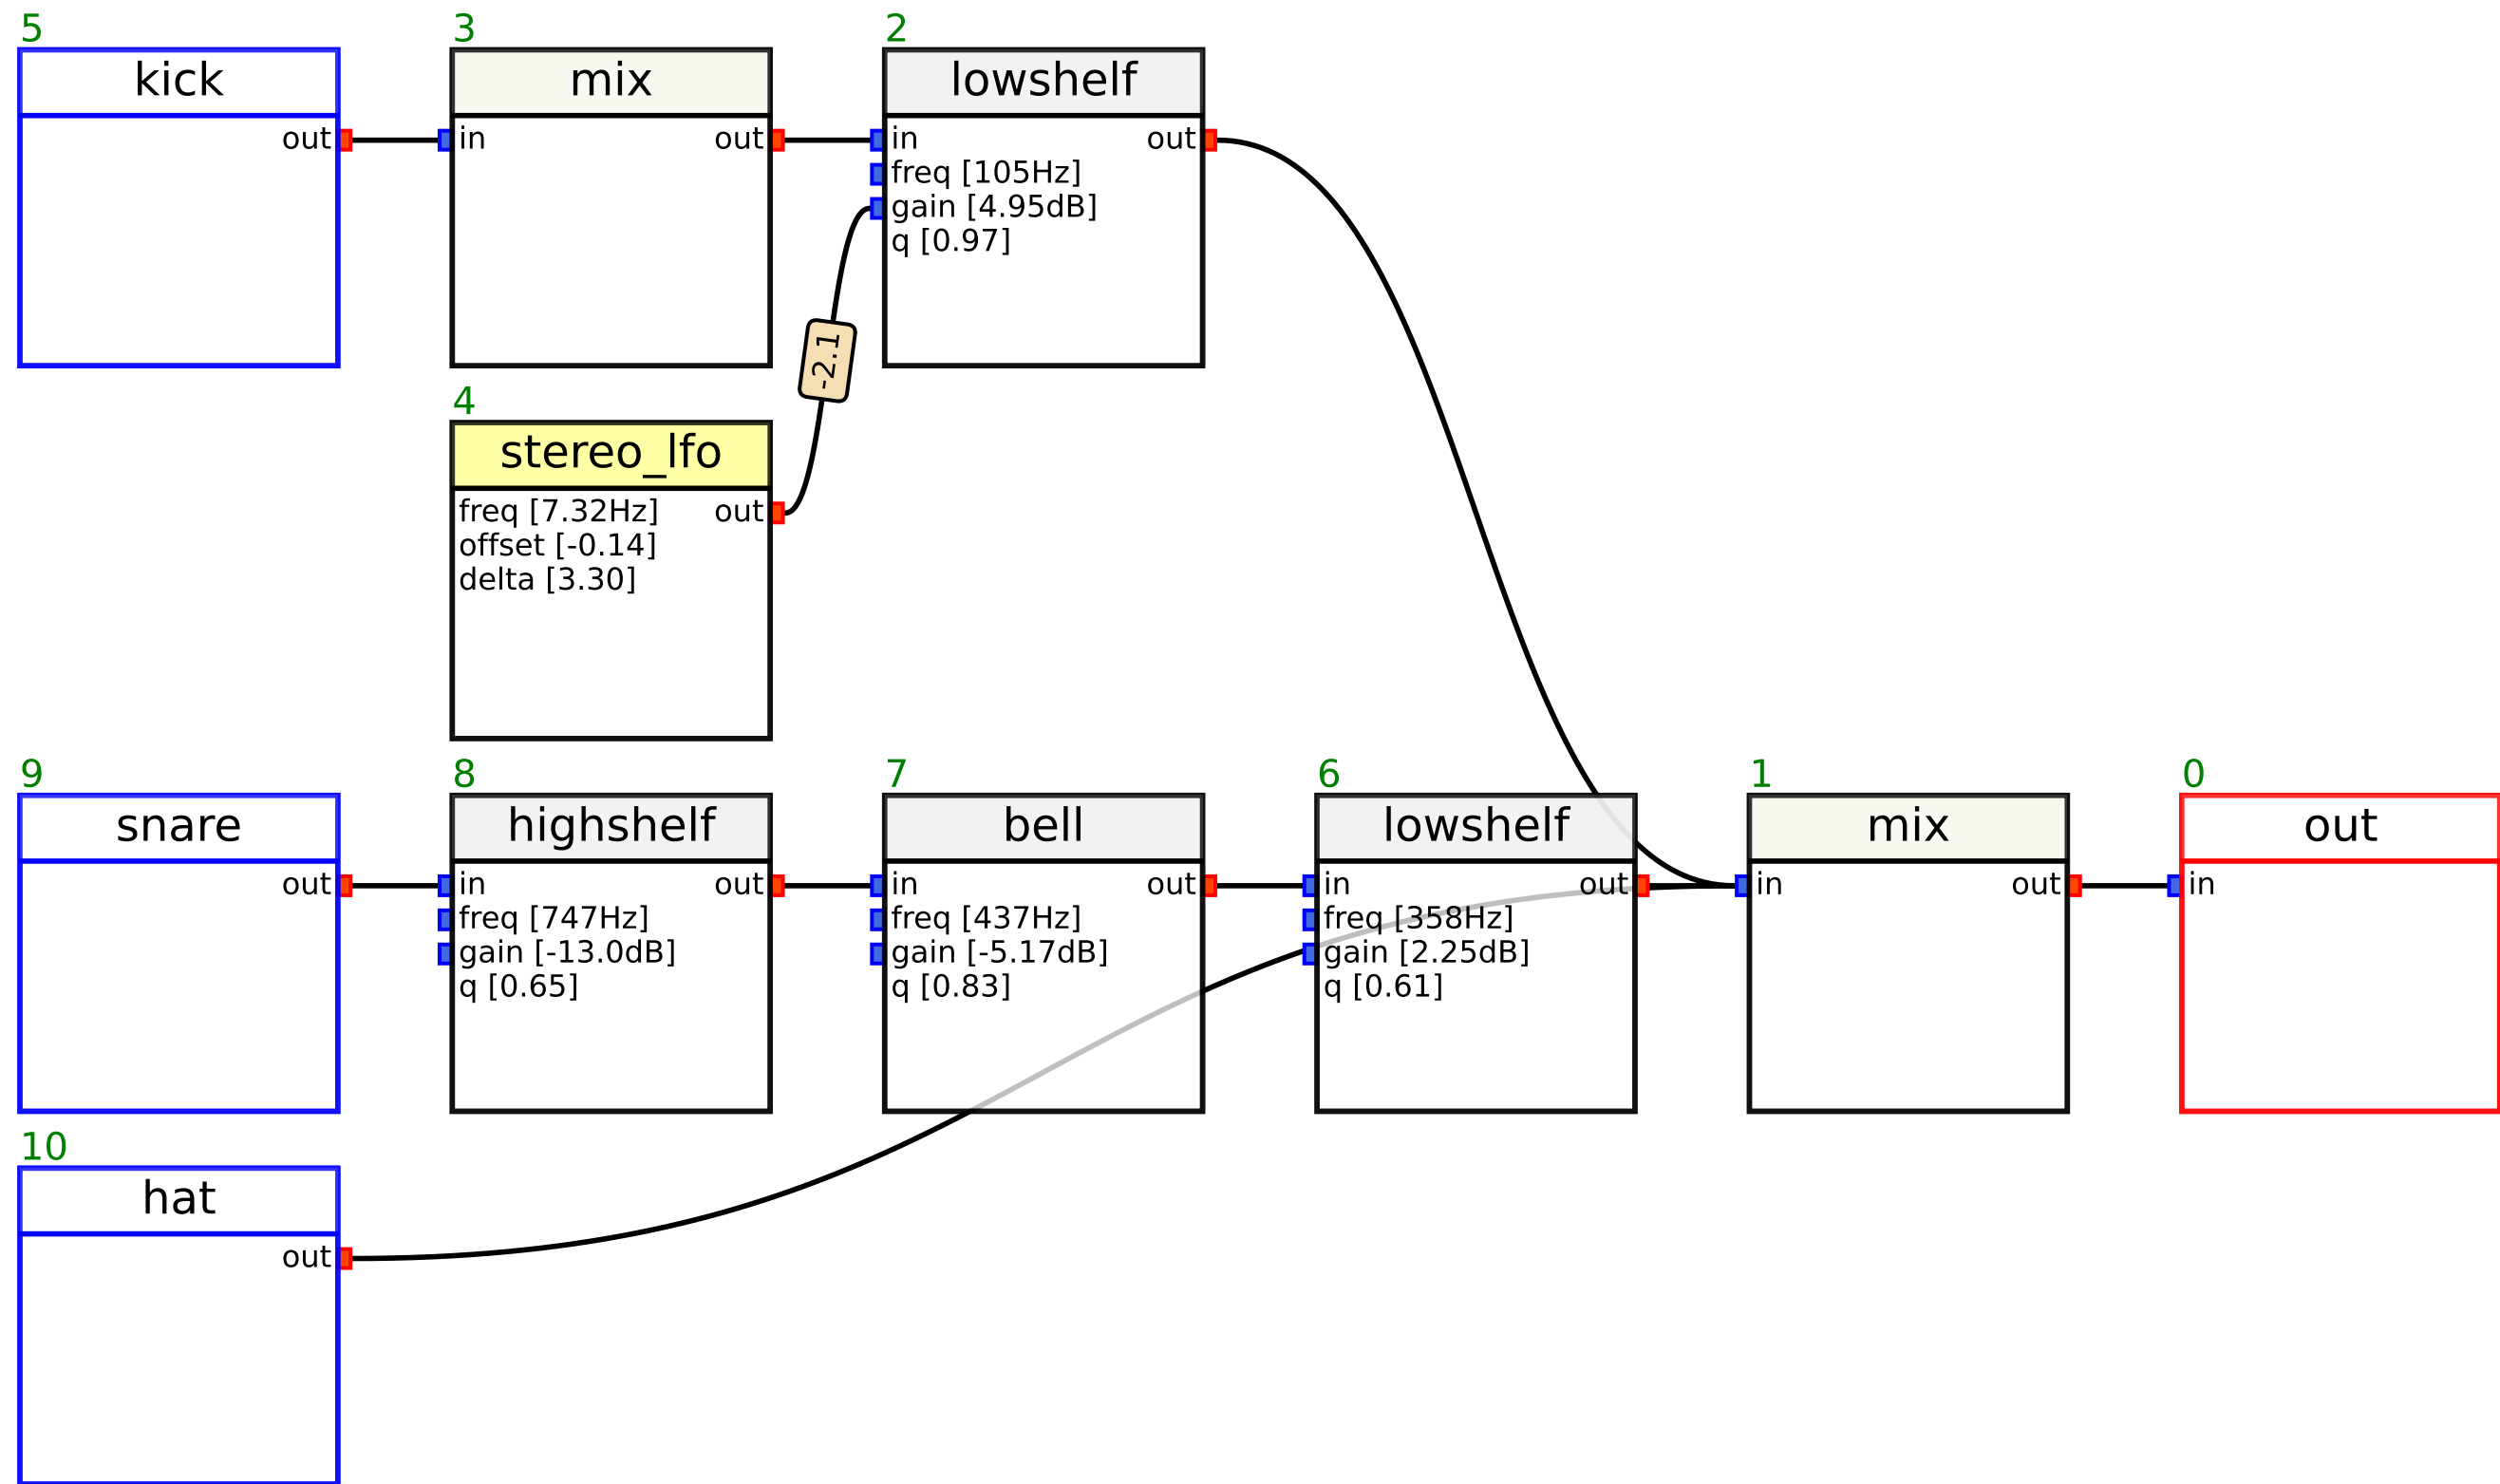 5
kick
out
3
mix
in
out
2
lowshelf
in
out
freq [105Hz]
gain [4.95dB]
q [0.97]
-2.1
4
stereo_lfo
freq [7.32Hz]
out
offset [-0.14]
delta [3.30]
9
snare
out
8
highshelf
in
out
freq [747Hz]
gain [-13.0dB]
q [0.65]
7
bell
in
out
freq [437Hz]
gain [-5.17dB]
q [0.83]
6
lowshelf
in
out
freq [358Hz]
gain [2.25dB]
q [0.61]
1
mix
in
out
0
out
in
10
hat
out